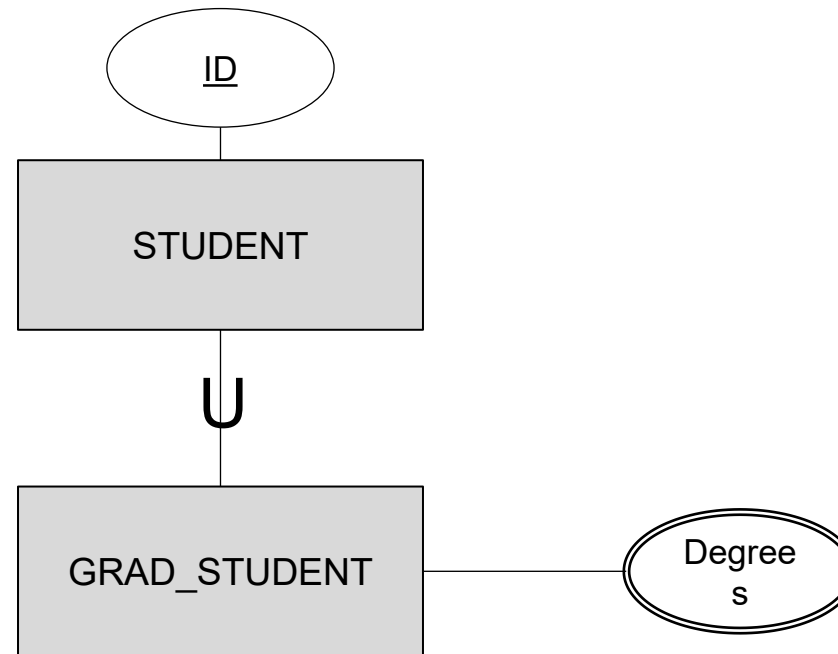 ID
STUDENT
U
GRAD_STUDENT
Degree
s